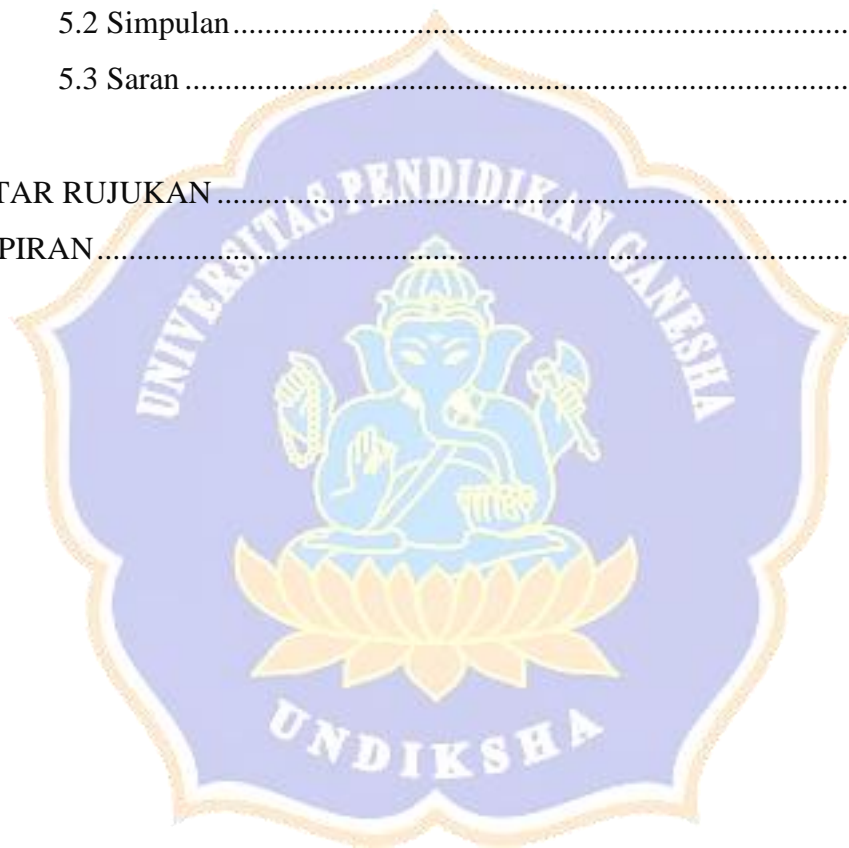 5.2 Simpulan..........................................................................
5.3 Saran ................................................................................
TAR RUJUKAN ............................................................................
PIRAN..........................................................................................
UNIVERSITAS PENDIDIKAN GANESHA
UNDIKSHA